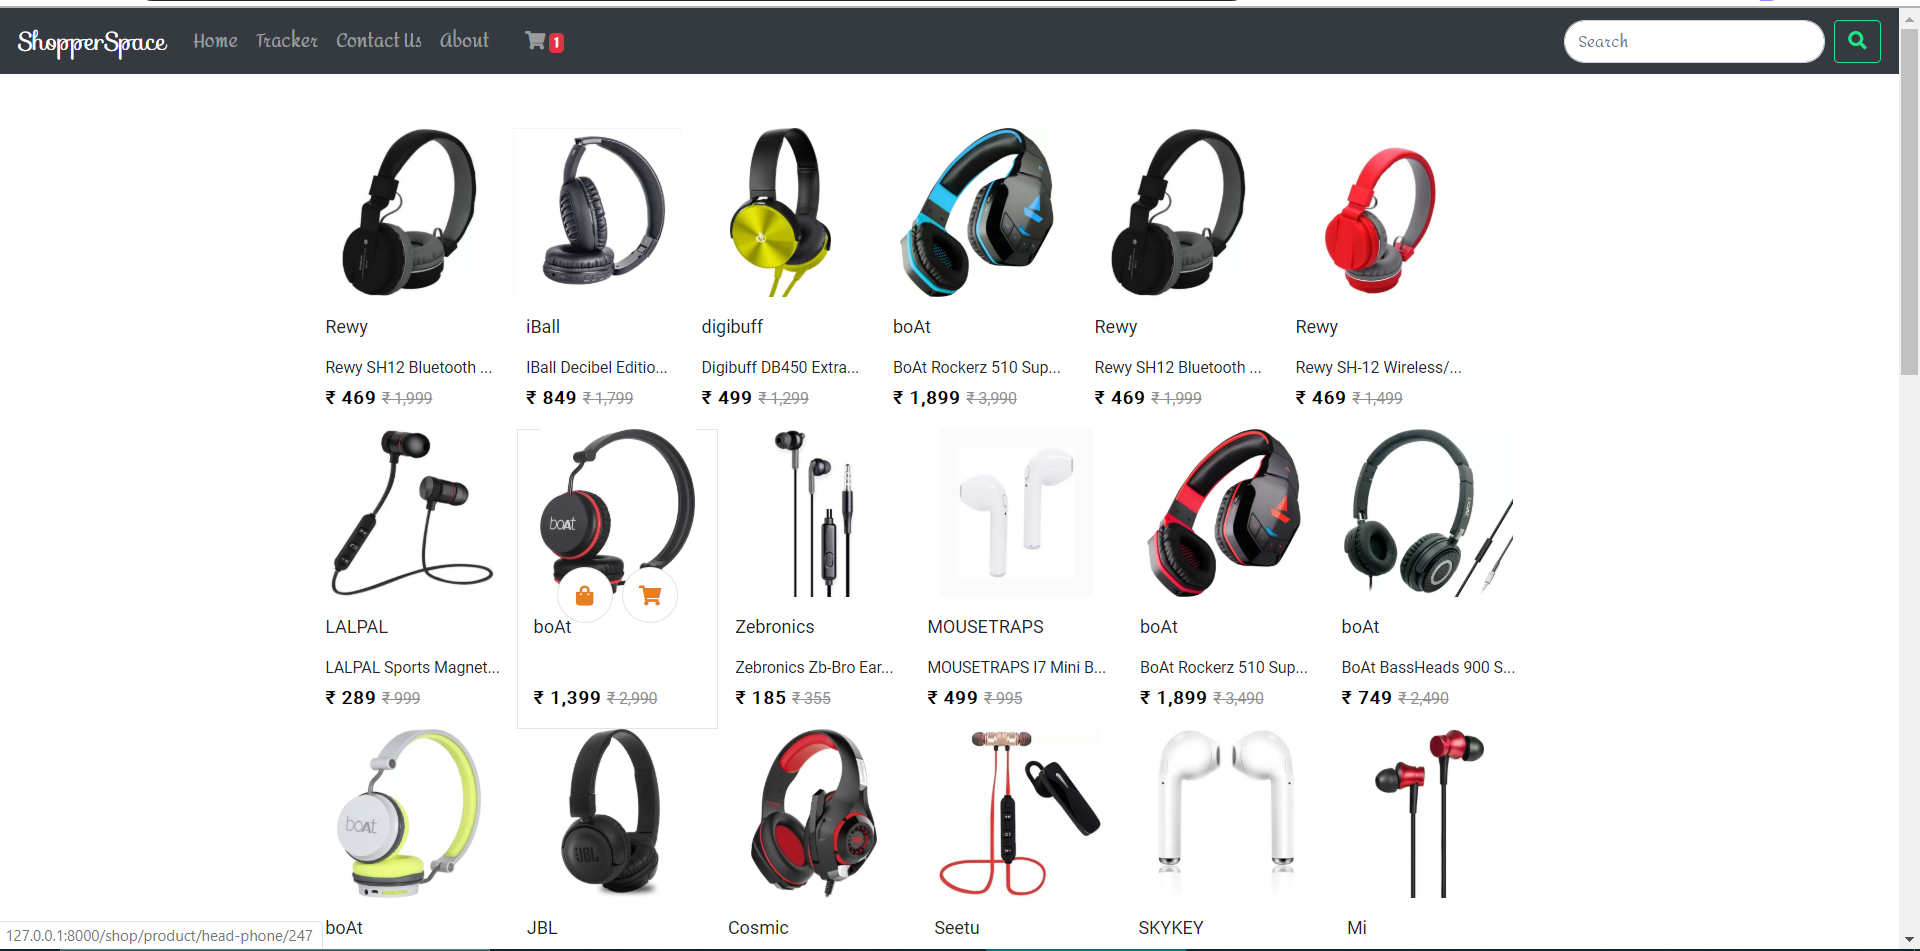 ShopperSpace Home Tracker Contact Us About 1 Search
Rewy iBall digibuff boAt Rewy Rewy
Rewy SH12 Bluetooth ... IBall Decibel Editio... Digibuff DB450 Extra... BoAt Rockerz 510 Sup... Rewy SH12 Bluetooth ... Rewy SH-12 Wireless/...
₹ 469 ₹ 1,999 ₹ 849 ₹ 1,799 ₹ 499 ₹ 1,299 ₹ 1,899 ₹ 3,990 ₹ 469 ₹ 1,999 ₹ 469 ₹ 1,499
boAt
boAt
LALPAL boAt Zebronics MOUSETRAPS boAt boAt
LALPAL Sports Magnet... Zebronics Zb-Bro Ear... MOUSETRAPS I7 Mini B... BoAt Rockerz 510 Sup... BoAt BassHeads 900 S...
₹ 289 ₹ 999 ₹ 1,399 ₹ 2,990 ₹ 185 ₹ 355 ₹ 499 ₹ 995 ₹ 1,899 ₹ 3,490 ₹ 749 ₹ 2,490
boAt JBL
boAt JBL Cosmic Seetu SKYKEY Mi
127.0.0.1:8000/shop/product/head-phone/247